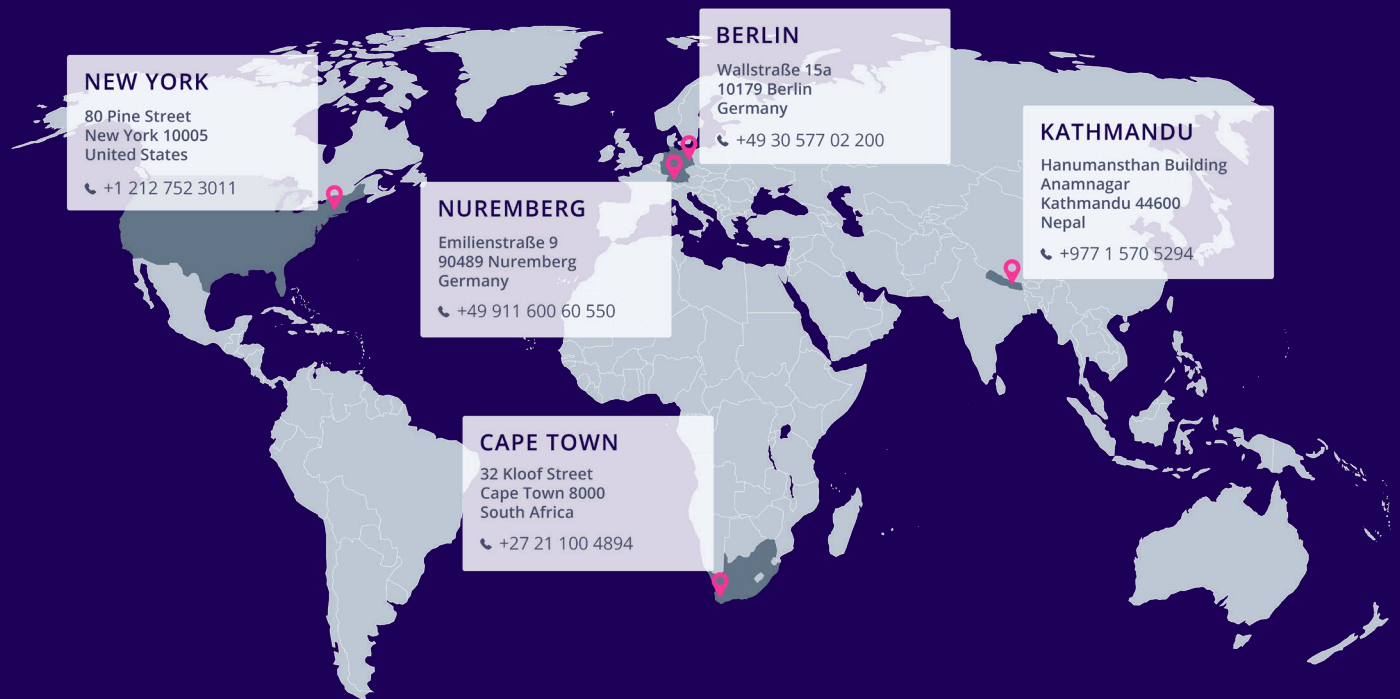 NEW YORK
80 Pine Street
New York 10005
United States
+1 212 752 3011
BERLIN
Wallstraße 15a
10179 Berlin
Germany
+49 30 577 02 200
KATHMANDU
Hanumansthan Building
Anamnagar
Kathmandu 44600
Nepal
+977 1 570 5294
NUREMBERG
Emilienstraße 9
90489 Nuremberg
Germany
+49 911 600 60 550
CAPE TOWN
32 Kloof Street
Cape Town 8000
South Africa
+27 21 100 4894